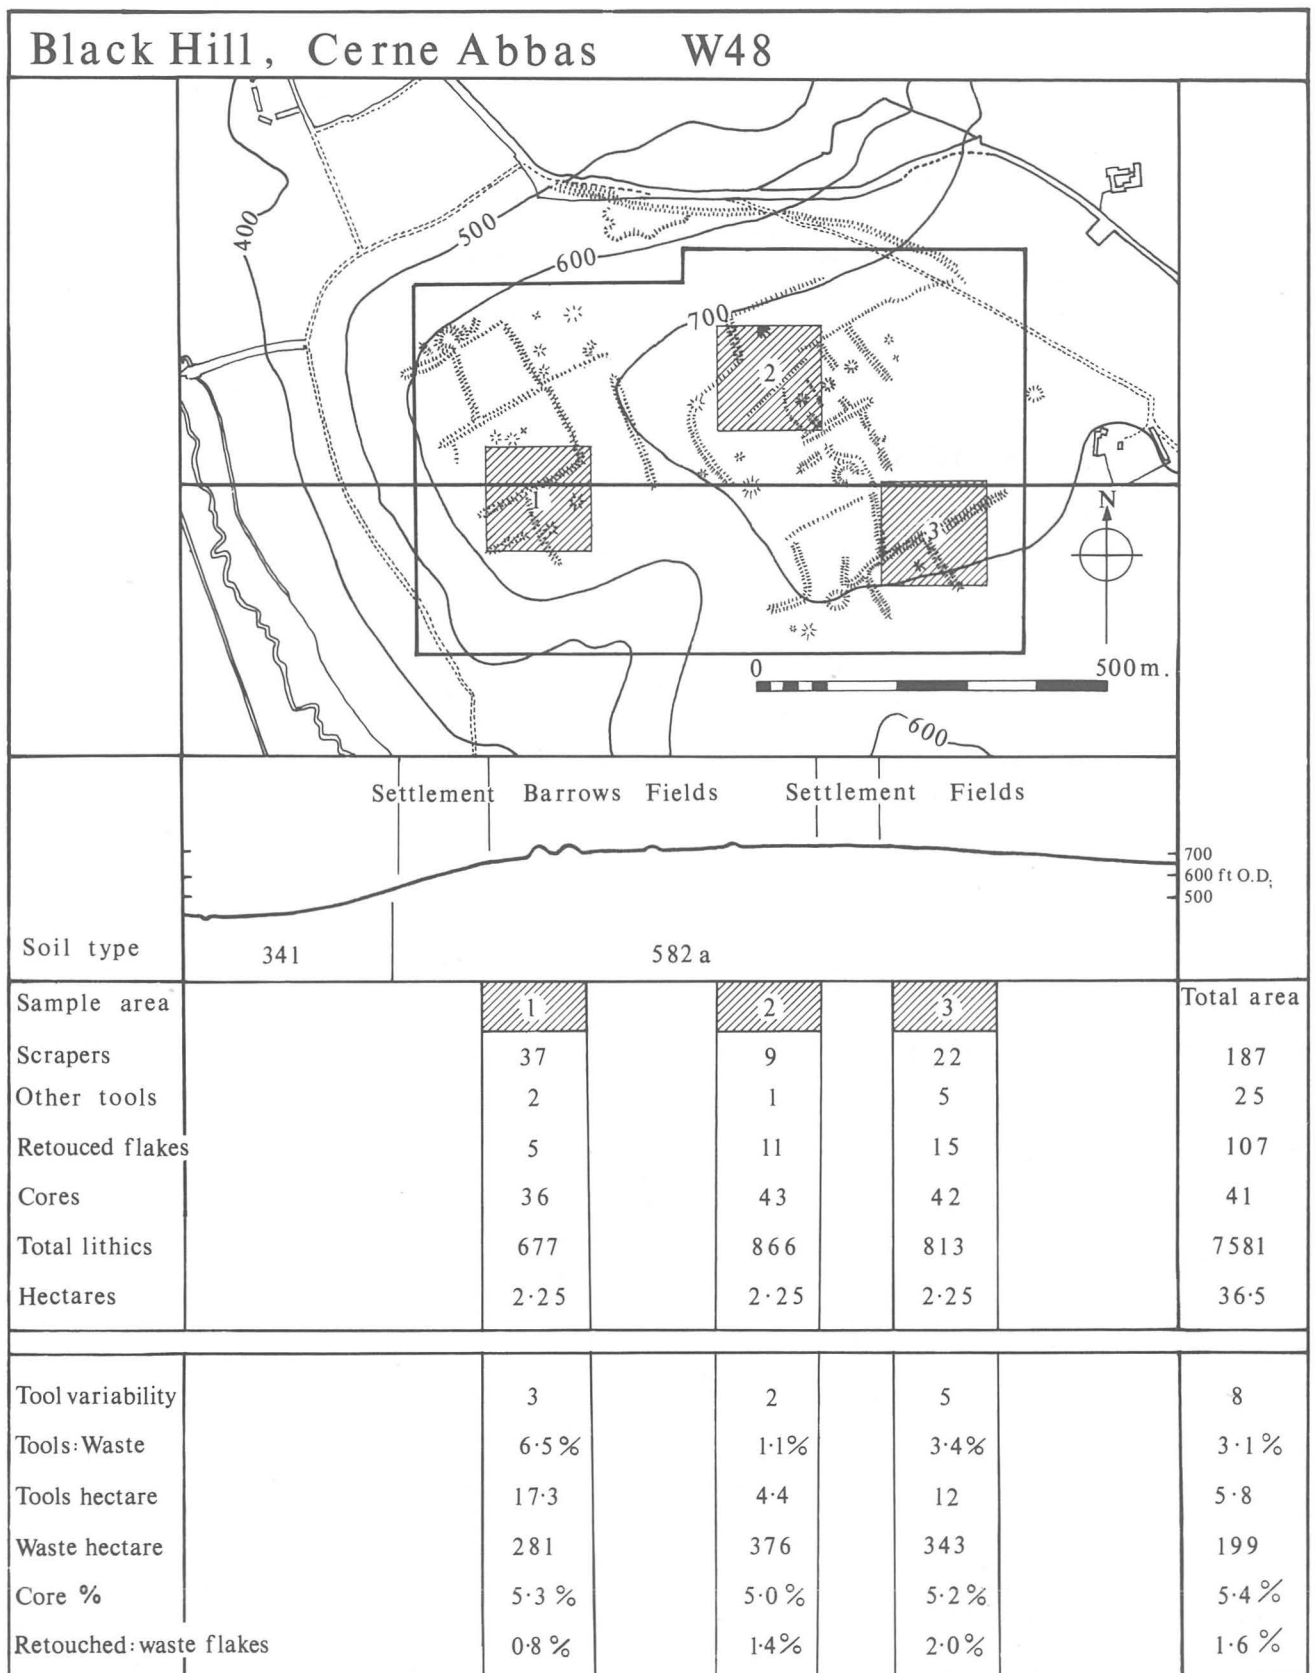 Black Hill, Cerne Abbas W48
400
500
600
700
2
1
3
N
0 500 m.
600
Settlement Barrows Fields Settlement Fields
700
600 ft O.D.
500
Soil type 341 582a
Sample area 1 2 3 Total area
Scrapers 37 9 22 187
Other tools 2 1 5 25
Retouced flakes 5 11 15 107
Cores 36 43 42 41
Total lithics 677 866 813 7581
Hectares 2·25 2·25 2·25 36·5
Tool variability 3 2 5 8
Tools:Waste 6·5% 1·1% 3·4% 3·1%
Tools hectare 17·3 4·4 12 5·8
Waste hectare 281 376 343 199
Core % 5·3% 5·0% 5·2% 5·4%
Retouched:waste flakes 0·8% 1·4% 2·0% 1·6%